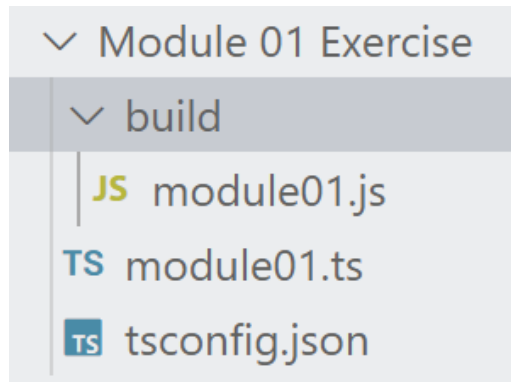 Module 01 Exercise
build
JS module01.js
TS module01.ts
TS tsconfig.json